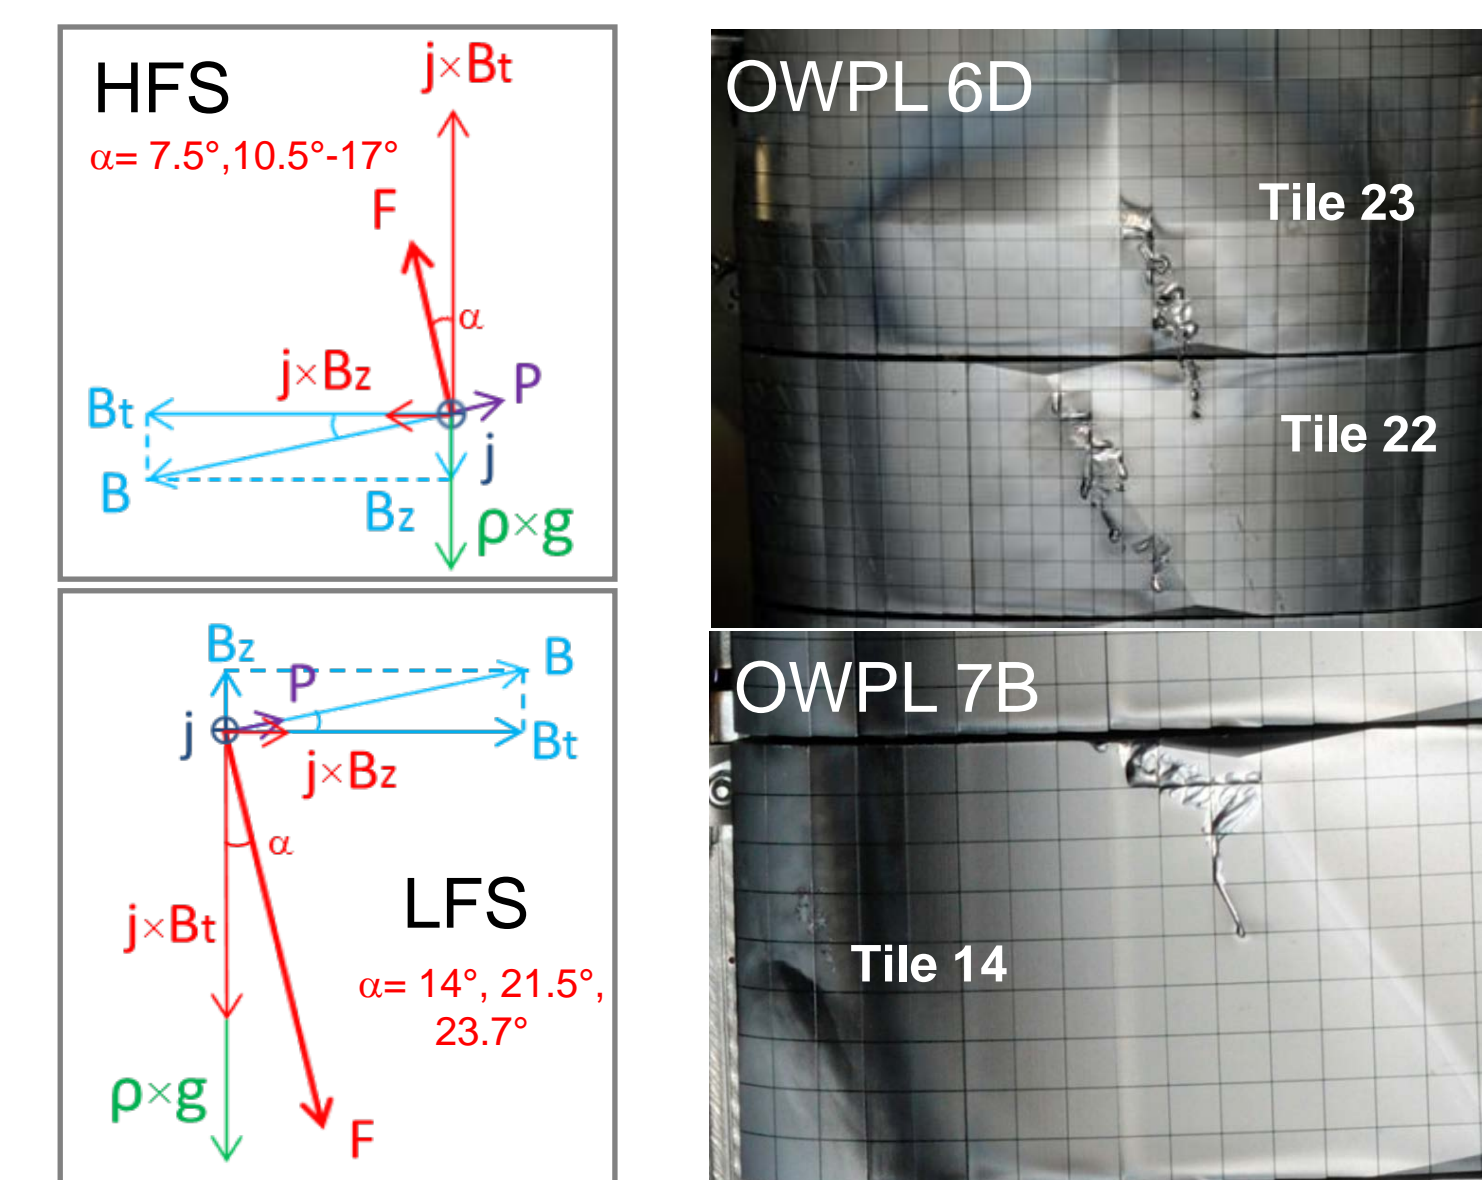 HFS
α= 7.5°,10.5°-17°
j×Bt
F
α
j×Bz
P
Bt
j
B
Bz
ρ×g
Bz
P
B
j
Bt
j×Bz
α
LFS
j×Bt
α= 14°, 21.5°,
23.7°
ρ×g
F
OWPL 6D
Tile 23
Tile 22
OWPL 7B
Tile 14